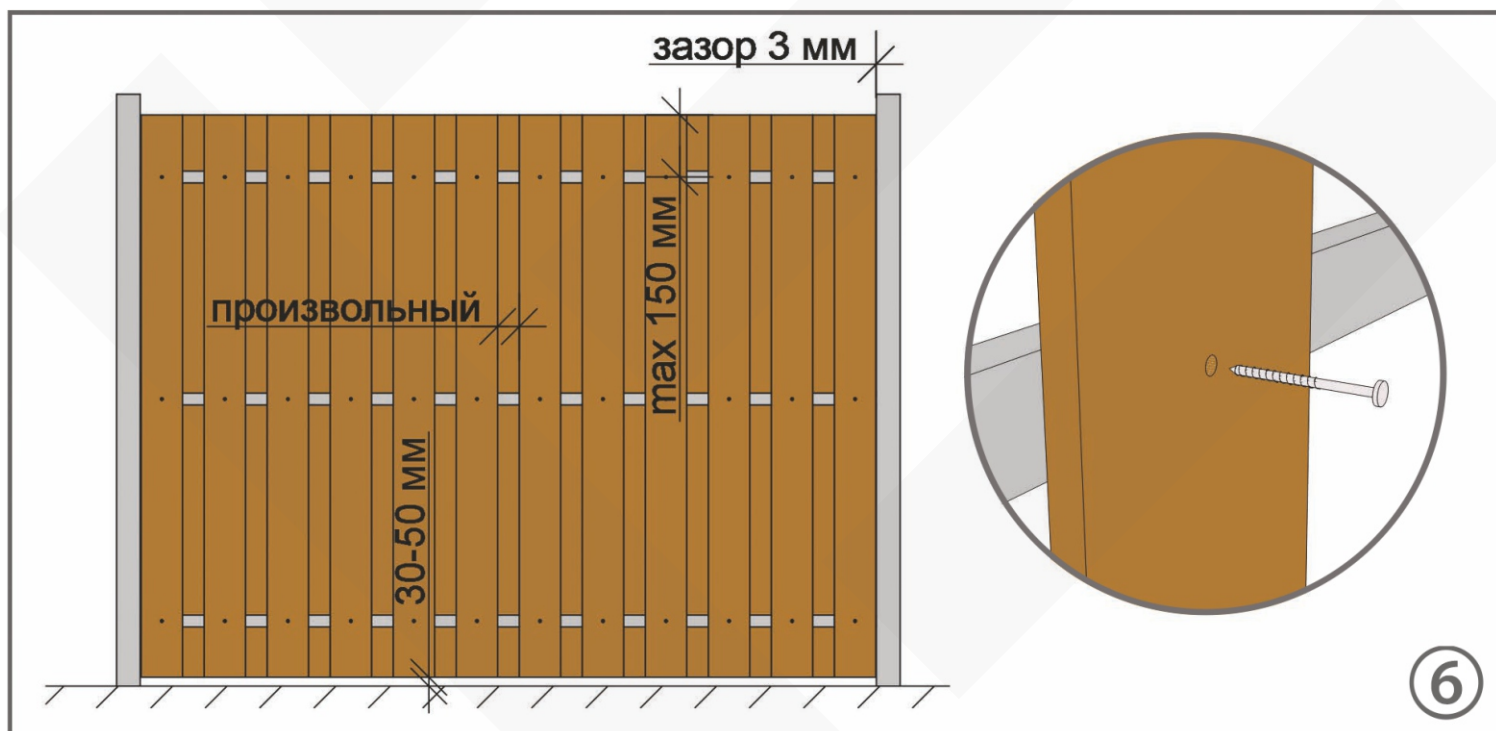 зазор 3 мм
max 150 мм
произвольный
30-50 мм
6